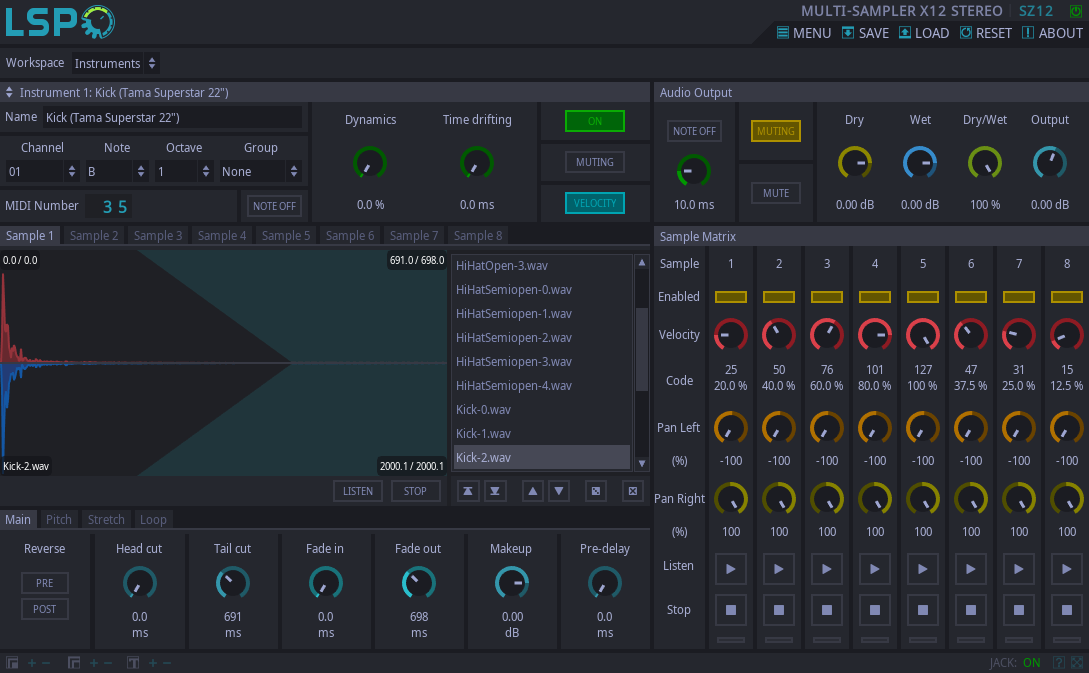 LSP
MULTI-SAMPLER X12 STEREO SZ12
MENU SAVE LOAD RESET ABOUT
Workspace Instruments
Instrument 1: Kick (Tama Superstar 22")
Name Kick (Tama Superstar 22")
Channel Note Octave Group
01 B 1 None
MIDI Number 35 NOTE OFF
Dynamics Time drifting
0.0 % 0.0 ms
ON
MUTING
VELOCITY
Audio Output
NOTE OFF
10.0 ms
MUTING
MUTE
Dry Wet Dry/Wet Output
0.00 dB 0.00 dB 100 % 0.00 dB
Sample 1 Sample 2 Sample 3 Sample 4 Sample 5 Sample 6 Sample 7 Sample 8
0.0 / 0.0 691.0 / 698.0
Kick-2.wav 2000.1 / 2000.1
HiHatOpen-3.wav
HiHatSemiopen-0.wav
HiHatSemiopen-1.wav
HiHatSemiopen-2.wav
HiHatSemiopen-3.wav
HiHatSemiopen-4.wav
Kick-0.wav
Kick-1.wav
Kick-2.wav
LISTEN STOP
Main Pitch Stretch Loop
Reverse Head cut Tail cut Fade in Fade out Makeup Pre-delay
PRE
POST
0.0 691 0.0 698 0.00 0.0
ms ms ms ms dB ms
Sample Matrix
Sample 1 2 3 4 5 6 7 8
Enabled
Velocity
Code
25 50 76 101 127 47 31 15
20.0 % 40.0 % 60.0 % 80.0 % 100 % 37.5 % 25.0 % 12.5 %
Pan Left
(%) -100 -100 -100 -100 -100 -100 -100 -100
Pan Right
(%) 100 100 100 100 100 100 100 100
Listen
Stop
JACK: ON ?